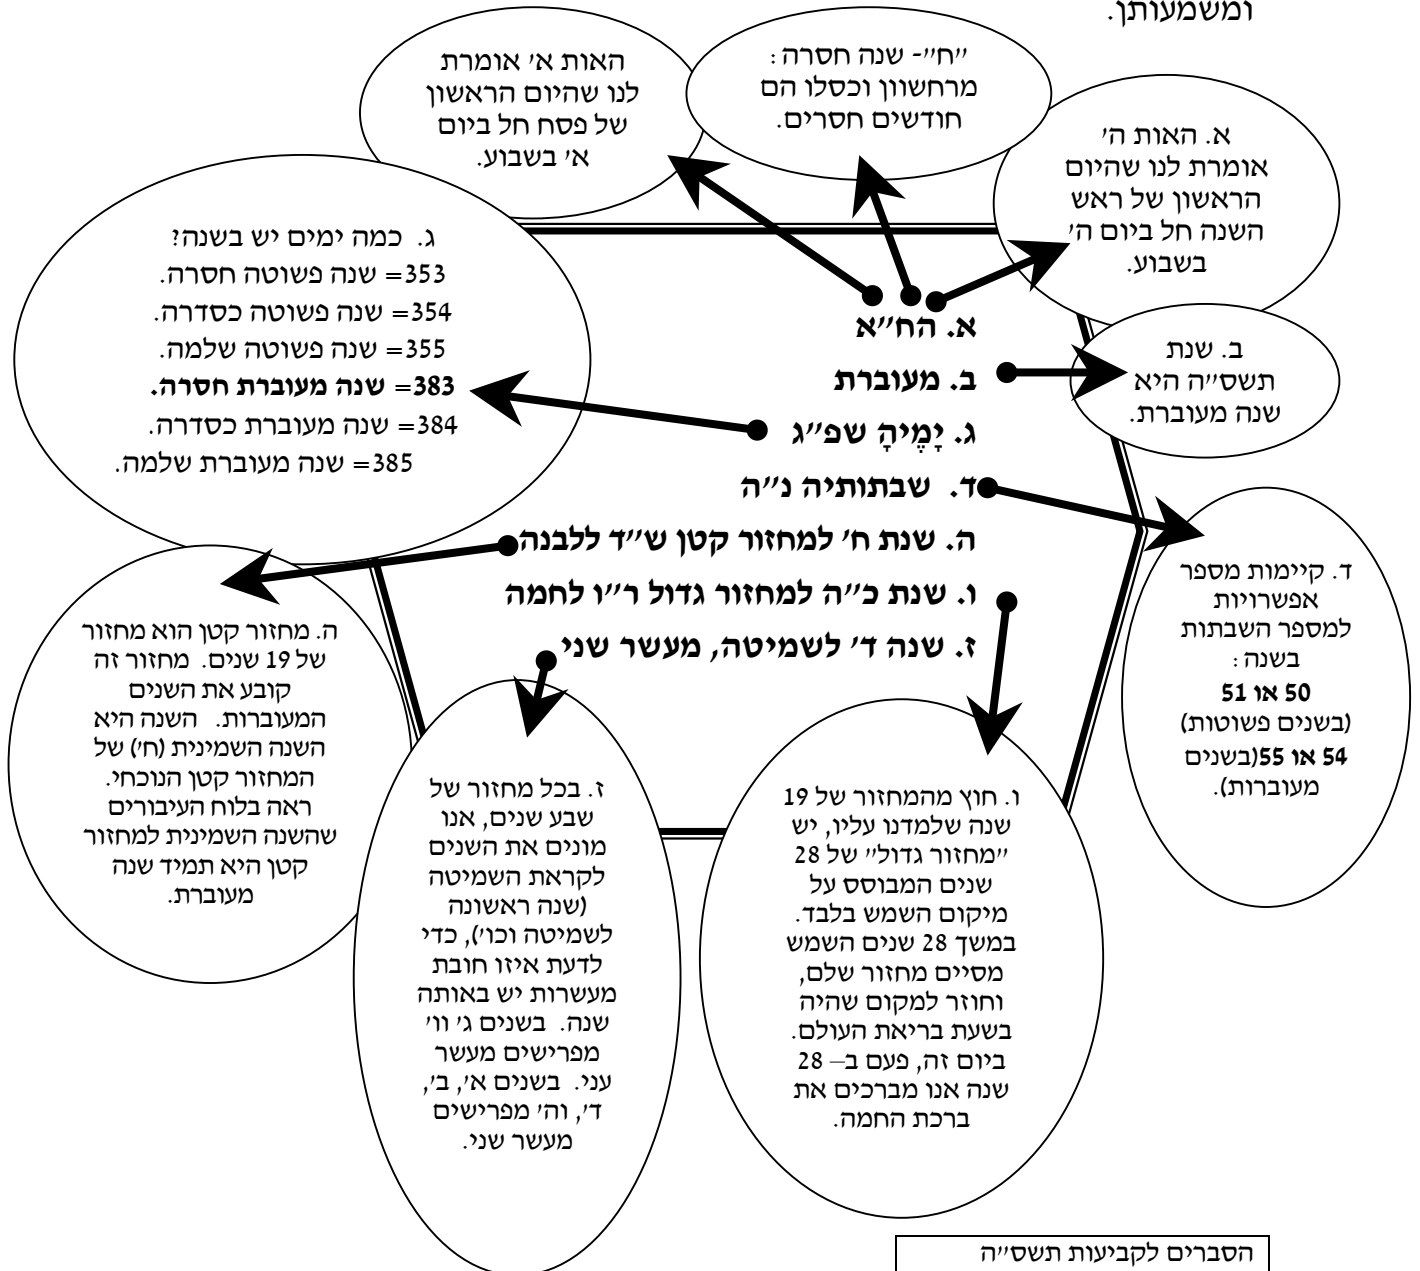 ומשמעותן.
״ח״- שנה חסרה:
מרחשוון וכסלו הם
חודשים חסרים.
האות א׳ אומרת
לנו שהיום הראשון
של פסח חל ביום
א׳ בשבוע.
א. האות ה׳
אומרת לנו שהיום
הראשון של ראש
השנה חל ביום ה׳
בשבוע.
ב. שנת
תשס״ה היא
שנה מעוברת.
ג. כמה ימים יש בשנה?
353= שנה פשוטה חסרה.
354= שנה פשוטה כסדרה.
355= שנה פשוטה שלמה.
383= שנה מעוברת חסרה.
384= שנה מעוברת כסדרה.
385= שנה מעוברת שלמה.
א. הח״א
ב. מעוברת
ג. יָמֶיהָ שפ״ג
ד. שבתותיה נ״ה
ה. שנת ח׳ למחזור קטן ש״ד ללבנה
ו. שנת כ״ה למחזור גדול ר״ו לחמה
ז. שנה ד׳ לשמיטה, מעשר שני
ד. קיימות מספר
אפשרויות
למספר השבתות
בשנה:
50 או 51
(בשנים פשוטות)
54 או 55(בשנים
מעוברות).
ה. מחזור קטן הוא מחזור
של 19 שנים. מחזור זה
קובע את השנים
המעוברות. השנה היא
השנה השמינית (ח׳) של
המחזור קטן הנוכחי.
ראה בלוח העיבורים
שהשנה השמינית למחזור
קטן היא תמיד שנה
מעוברת.
ו. חוץ מהמחזור של 19
שנה שלמדנו עליו, יש
״מחזור גדול״ של 28
שנים המבוסס על
מיקום השמש בלבד.
במשך 28 שנים השמש
מסיים מחזור שלם,
וחוזר למקום שהיה
בשעת בריאת העולם.
ביום זה, פעם ב– 28
שנה אנו מברכים את
ברכת החמה.
ז. בכל מחזור של
שבע שנים, אנו
מונים את השנים
לקראת השמיטה
(שנה ראשונה
לשמיטה וכו׳), כדי
לדעת איזו חובת
מעשרות יש באותה
שנה. בשנים ג׳ וו׳
מפרישים מעשר
עני. בשנים א׳, ב׳,
ד׳, וה׳ מפרישים
מעשר שני.
הסברים לקביעות תשס״ה